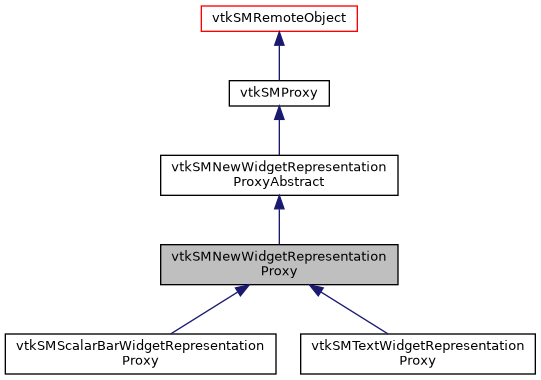 vtkSMRemoteObject
vtkSMProxy
vtkSMNewWidgetRepresentation
ProxyAbstract
vtkSMNewWidgetRepresentation
Proxy
vtkSMScalarBarWidgetRepresentation
Proxy
vtkSMTextWidgetRepresentation
Proxy